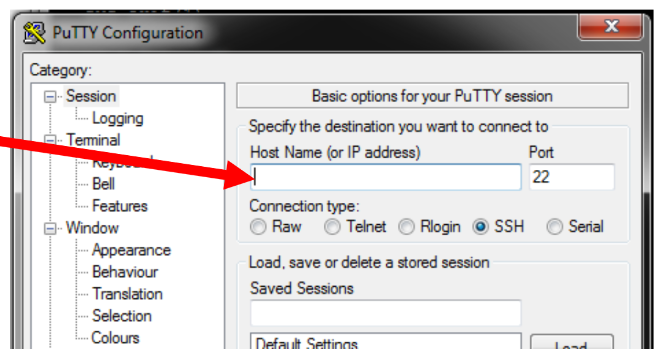 PuTTY Configuration
Category:
Session
Logging
Terminal
Bell
Features
Window
Appearance
Behaviour
Translation
Selection
Colours
Basic options for your PuTTY session
Specify the destination you want to connect to
Host Name (or IP address) Port
22
Connection type:
Raw Telnet Rlogin SSH Serial
Load, save or delete a stored session
Saved Sessions
Default Settings
Load